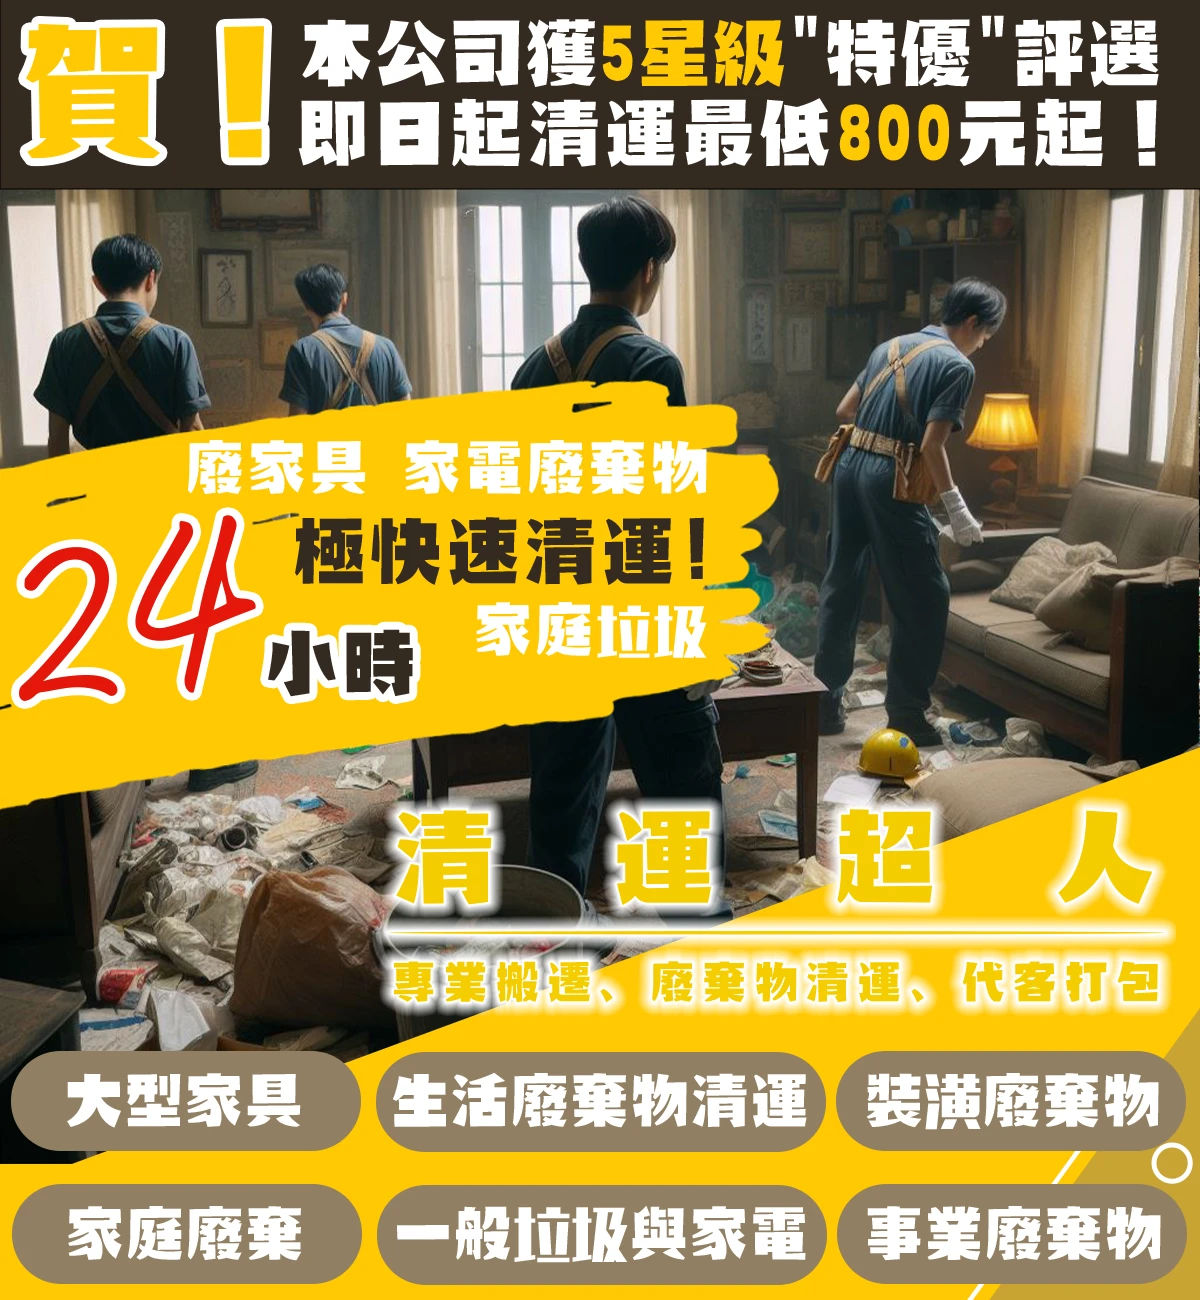 賀！
本公司獲5星級"特優"評選
即日起清運最低800元起！
廢家具 家電廢棄物
極快速清運！
24小時
家庭垃圾
清運超人
專業搬遷、廢棄物清運、代客打包
大型家具
生活廢棄物清運
裝潢廢棄物
家庭廢棄
一般垃圾與家電
事業廢棄物